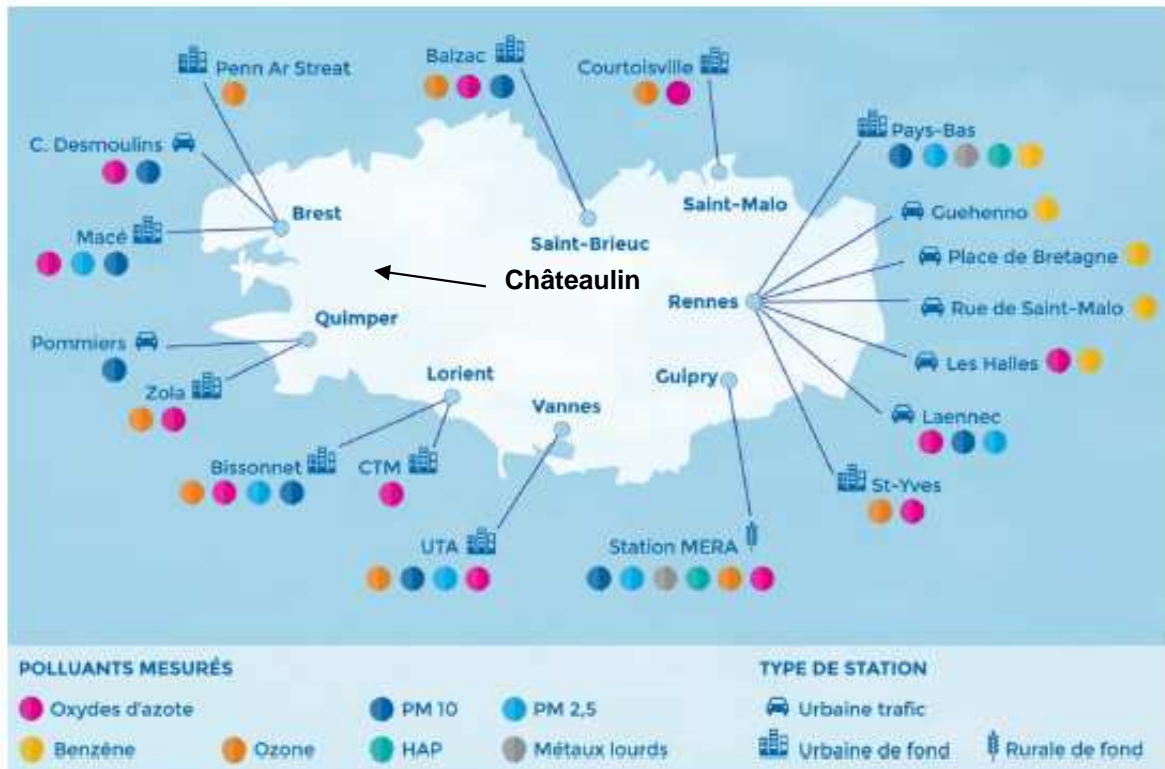 Penn Ar Streat
Balzac
Courtoisville
C. Desmoulins
Pays-Bas
Macé
Brest
Saint-Brieuc
Saint-Malo
Guehenno
Place de Bretagne
Châteaulin
Rennes
Rue de Saint-Malo
Pommiers
Quimper
Les Halles
Zola
Lorient
Vannes
Guipry
Laennec
Bissonnet
CTM
St-Yves
UTA
Station MERA
POLLUANTS MESURÉS
TYPE DE STATION
Oxydes d'azote
PM 10
PM 2,5
Urbaine trafic
Benzène
Ozone
HAP
Métaux lourds
Urbaine de fond
Rurale de fond